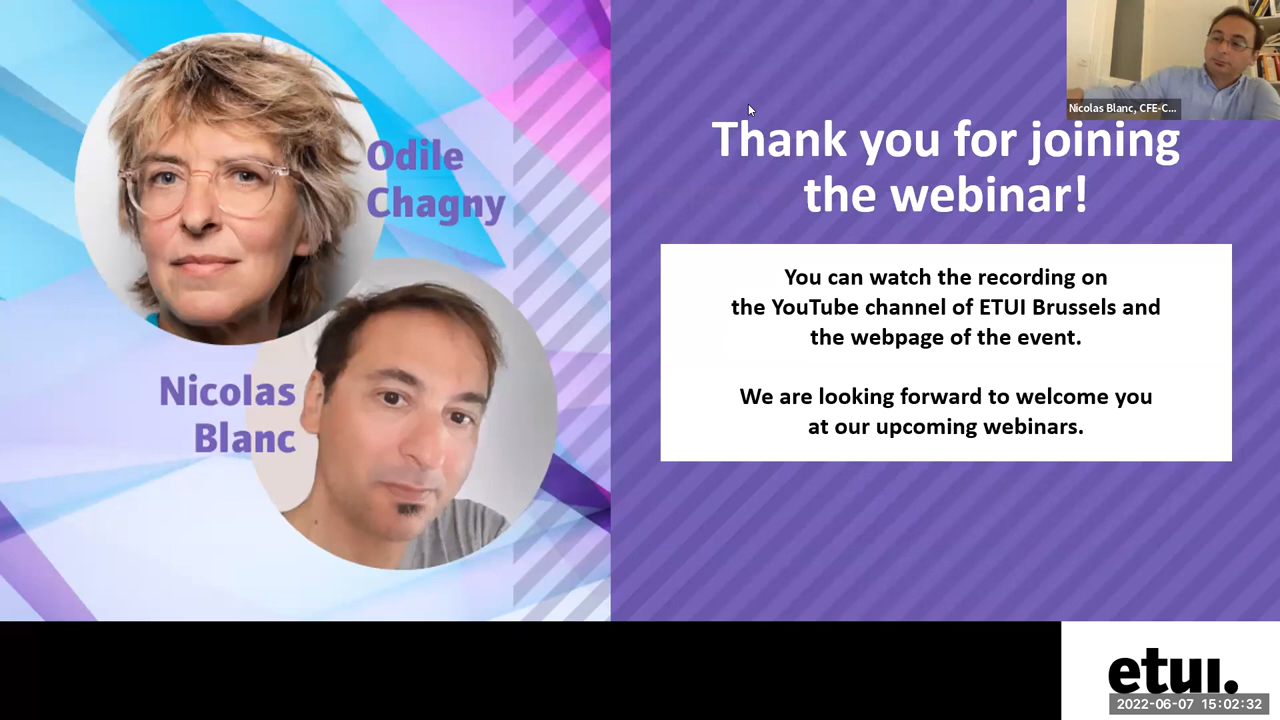 Odile
Chagny
Nicolas
Blanc
Nicolas Blanc, CFE-C...
Thank you for joining
the webinar!
You can watch the recording on
the YouTube channel of ETUI Brussels and
the webpage of the event.
We are looking forward to welcome you
at our upcoming webinars.
etui.
2022-06-07 15:02:32